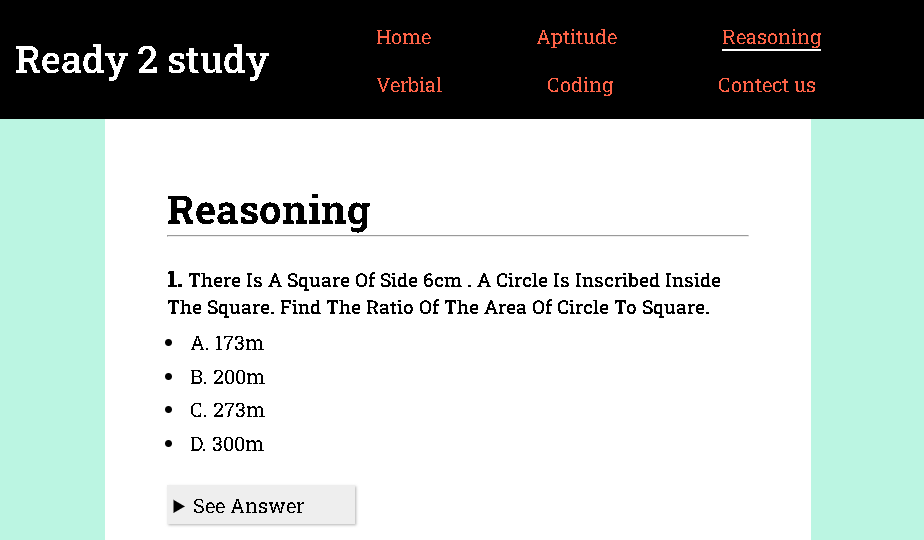 Ready 2 study
Home Aptitude Reasoning
Verbial Coding Contact us
Reasoning
1. There Is A Square Of Side 6cm . A Circle Is Inscribed Inside
The Square. Find The Ratio Of The Area Of Circle To Square.
A. 173m
B. 200m
C. 273m
D. 300m
See Answer